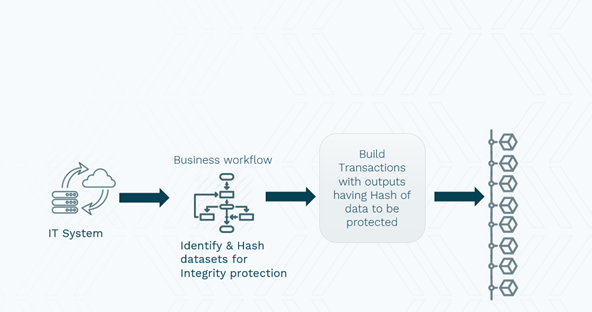 IT System
Business workflow
Identify & Hash
datasets for
Integrity protection
Build
Transactions
with outputs
having Hash of
data to be
protected